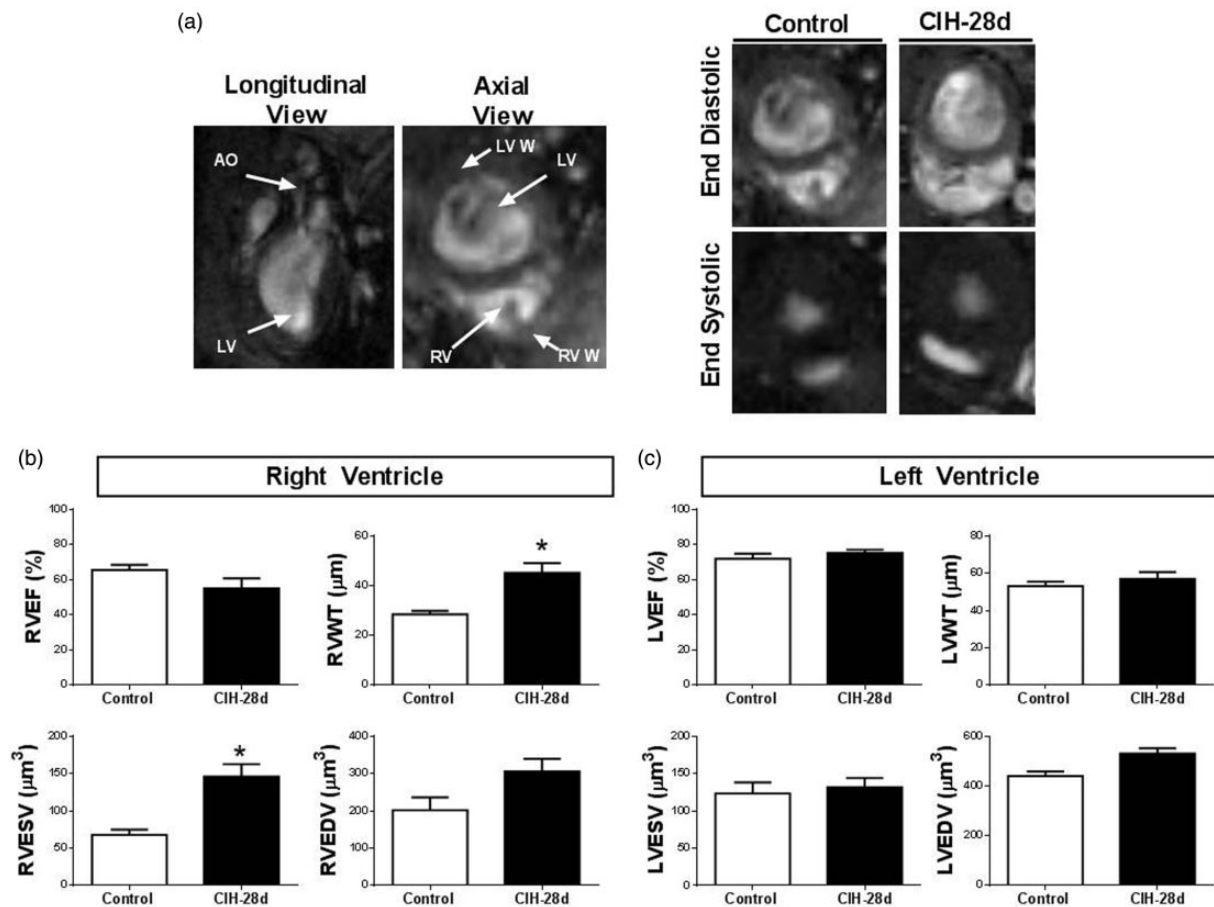 (a)
Longitudinal
View
Axial
View
AO
LV
LV W
LV
RV
RV W
Control
CIH-28d
End Diastolic
End Systolic
(b)
Right Ventricle
RVEF (%)
100
80
60
40
20
0
Control
CIH-28d
RVWT (μm)
60
40
20
0
*
Control
CIH-28d
RVESV (μm³)
200
150
100
50
0
*
Control
CIH-28d
RVEDV (μm³)
400
300
200
100
0
Control
CIH-28d
(c)
Left Ventricle
LVEF (%)
100
80
60
40
20
0
Control
CIH-28d
LVWT (μm)
80
60
40
20
0
Control
CIH-28d
LVESV (μm³)
200
150
100
50
0
Control
CIH-28d
LVEDV (μm³)
600
400
200
0
Control
CIH-28d